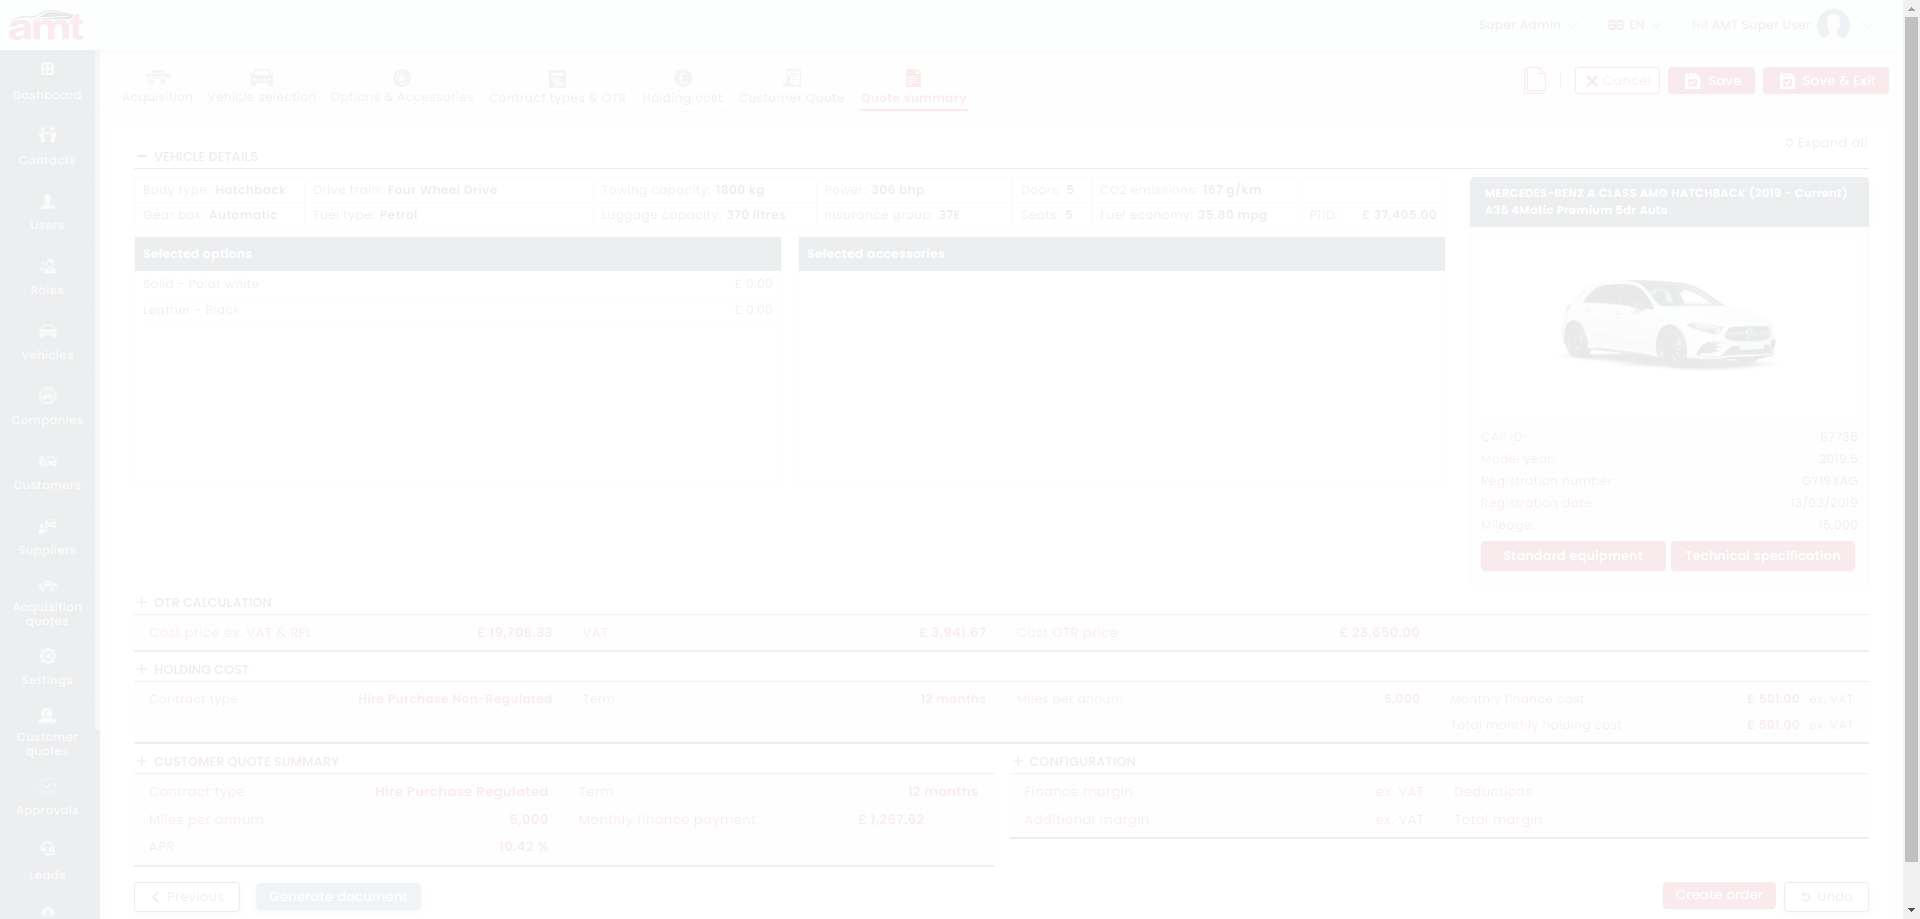 amt
Super Admin
EN
Hi! AMT Super User
Dashboard
Contacts
Users
Roles
Vehicles
Companies
Customers
Suppliers
Acquisition
quotes
Settings
Customer
quotes
Approvals
Leads
Acquisition
Vehicle selection
Options & Accessories
Contract types & OTR
Holding cost
Customer Quote
Quote summary
Cancel
Save
Save & Exit
Expand all
VEHICLE DETAILS
Body type: Hatchback Drive train: Four Wheel Drive Towing capacity: 1800 kg Power: 306 bhp Doors: 5 CO2 emissions: 167 g/km
Gear box: Automatic Fuel type: Petrol Luggage capacity: 370 litres Insurance group: 37E Seats: 5 Fuel economy: 35.80 mpg P11D: £ 37,405.00
Selected options
Solid - Polar white £ 0.00
Leather - Black £ 0.00
Selected accessories
MERCEDES-BENZ A CLASS AMG HATCHBACK (2019 - Current)
A35 4Matic Premium 5dr Auto
CAP ID: 87736
Model year: 2019.5
Registration number: GY19XAG
Registration date: 13/03/2019
Mileage: 15,000
Standard equipment
Technical specification
OTR CALCULATION
Cost price ex. VAT & RFL £ 19,708.33 VAT £ 3,941.67 Cost OTR price £ 23,650.00
HOLDING COST
Contract type Hire Purchase Non-Regulated Term 12 months Miles per annum 5,000 Monthly finance cost £ 501.00 ex. VAT
Total monthly holding cost £ 501.00 ex. VAT
CUSTOMER QUOTE SUMMARY
Contract type Hire Purchase Regulated Term 12 months
Miles per annum 5,000 Monthly finance payment £ 1,267.62
APR 10.42 %
CONFIGURATION
Finance margin ex. VAT Deductions
Additional margin ex. VAT Total margin
Previous
Generate document
Create order
Undo